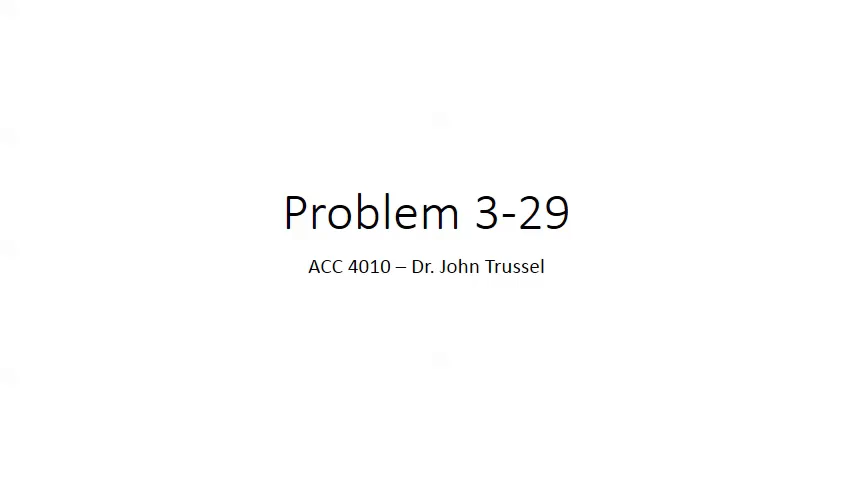 Problem 3-29
ACC 4010 – Dr. John Trussel